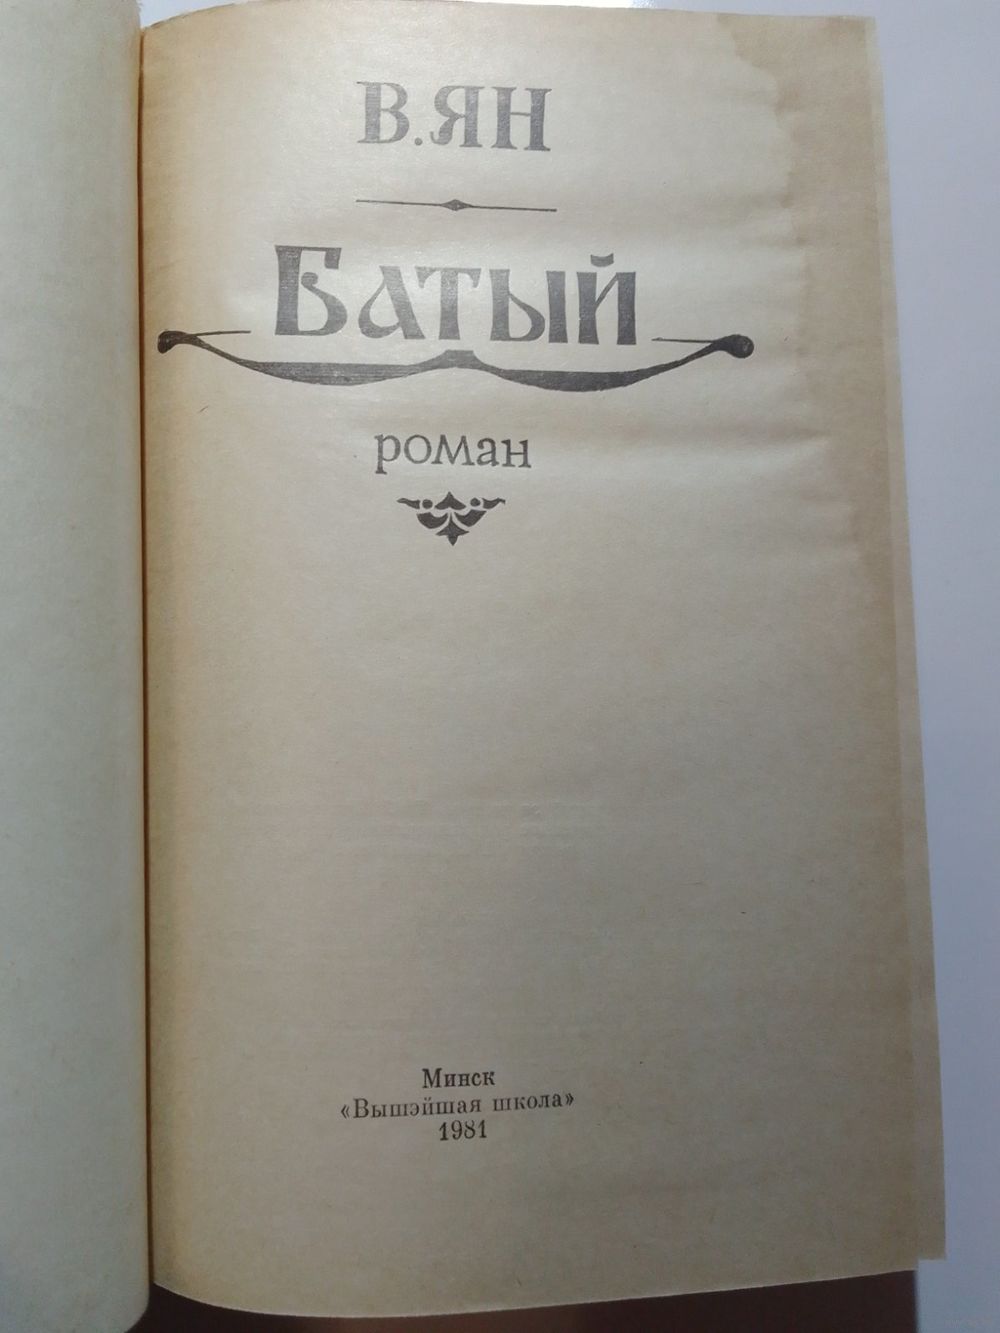 В. ЯН
Батый
роман
Минск
«Вышэйшая школа»
1981